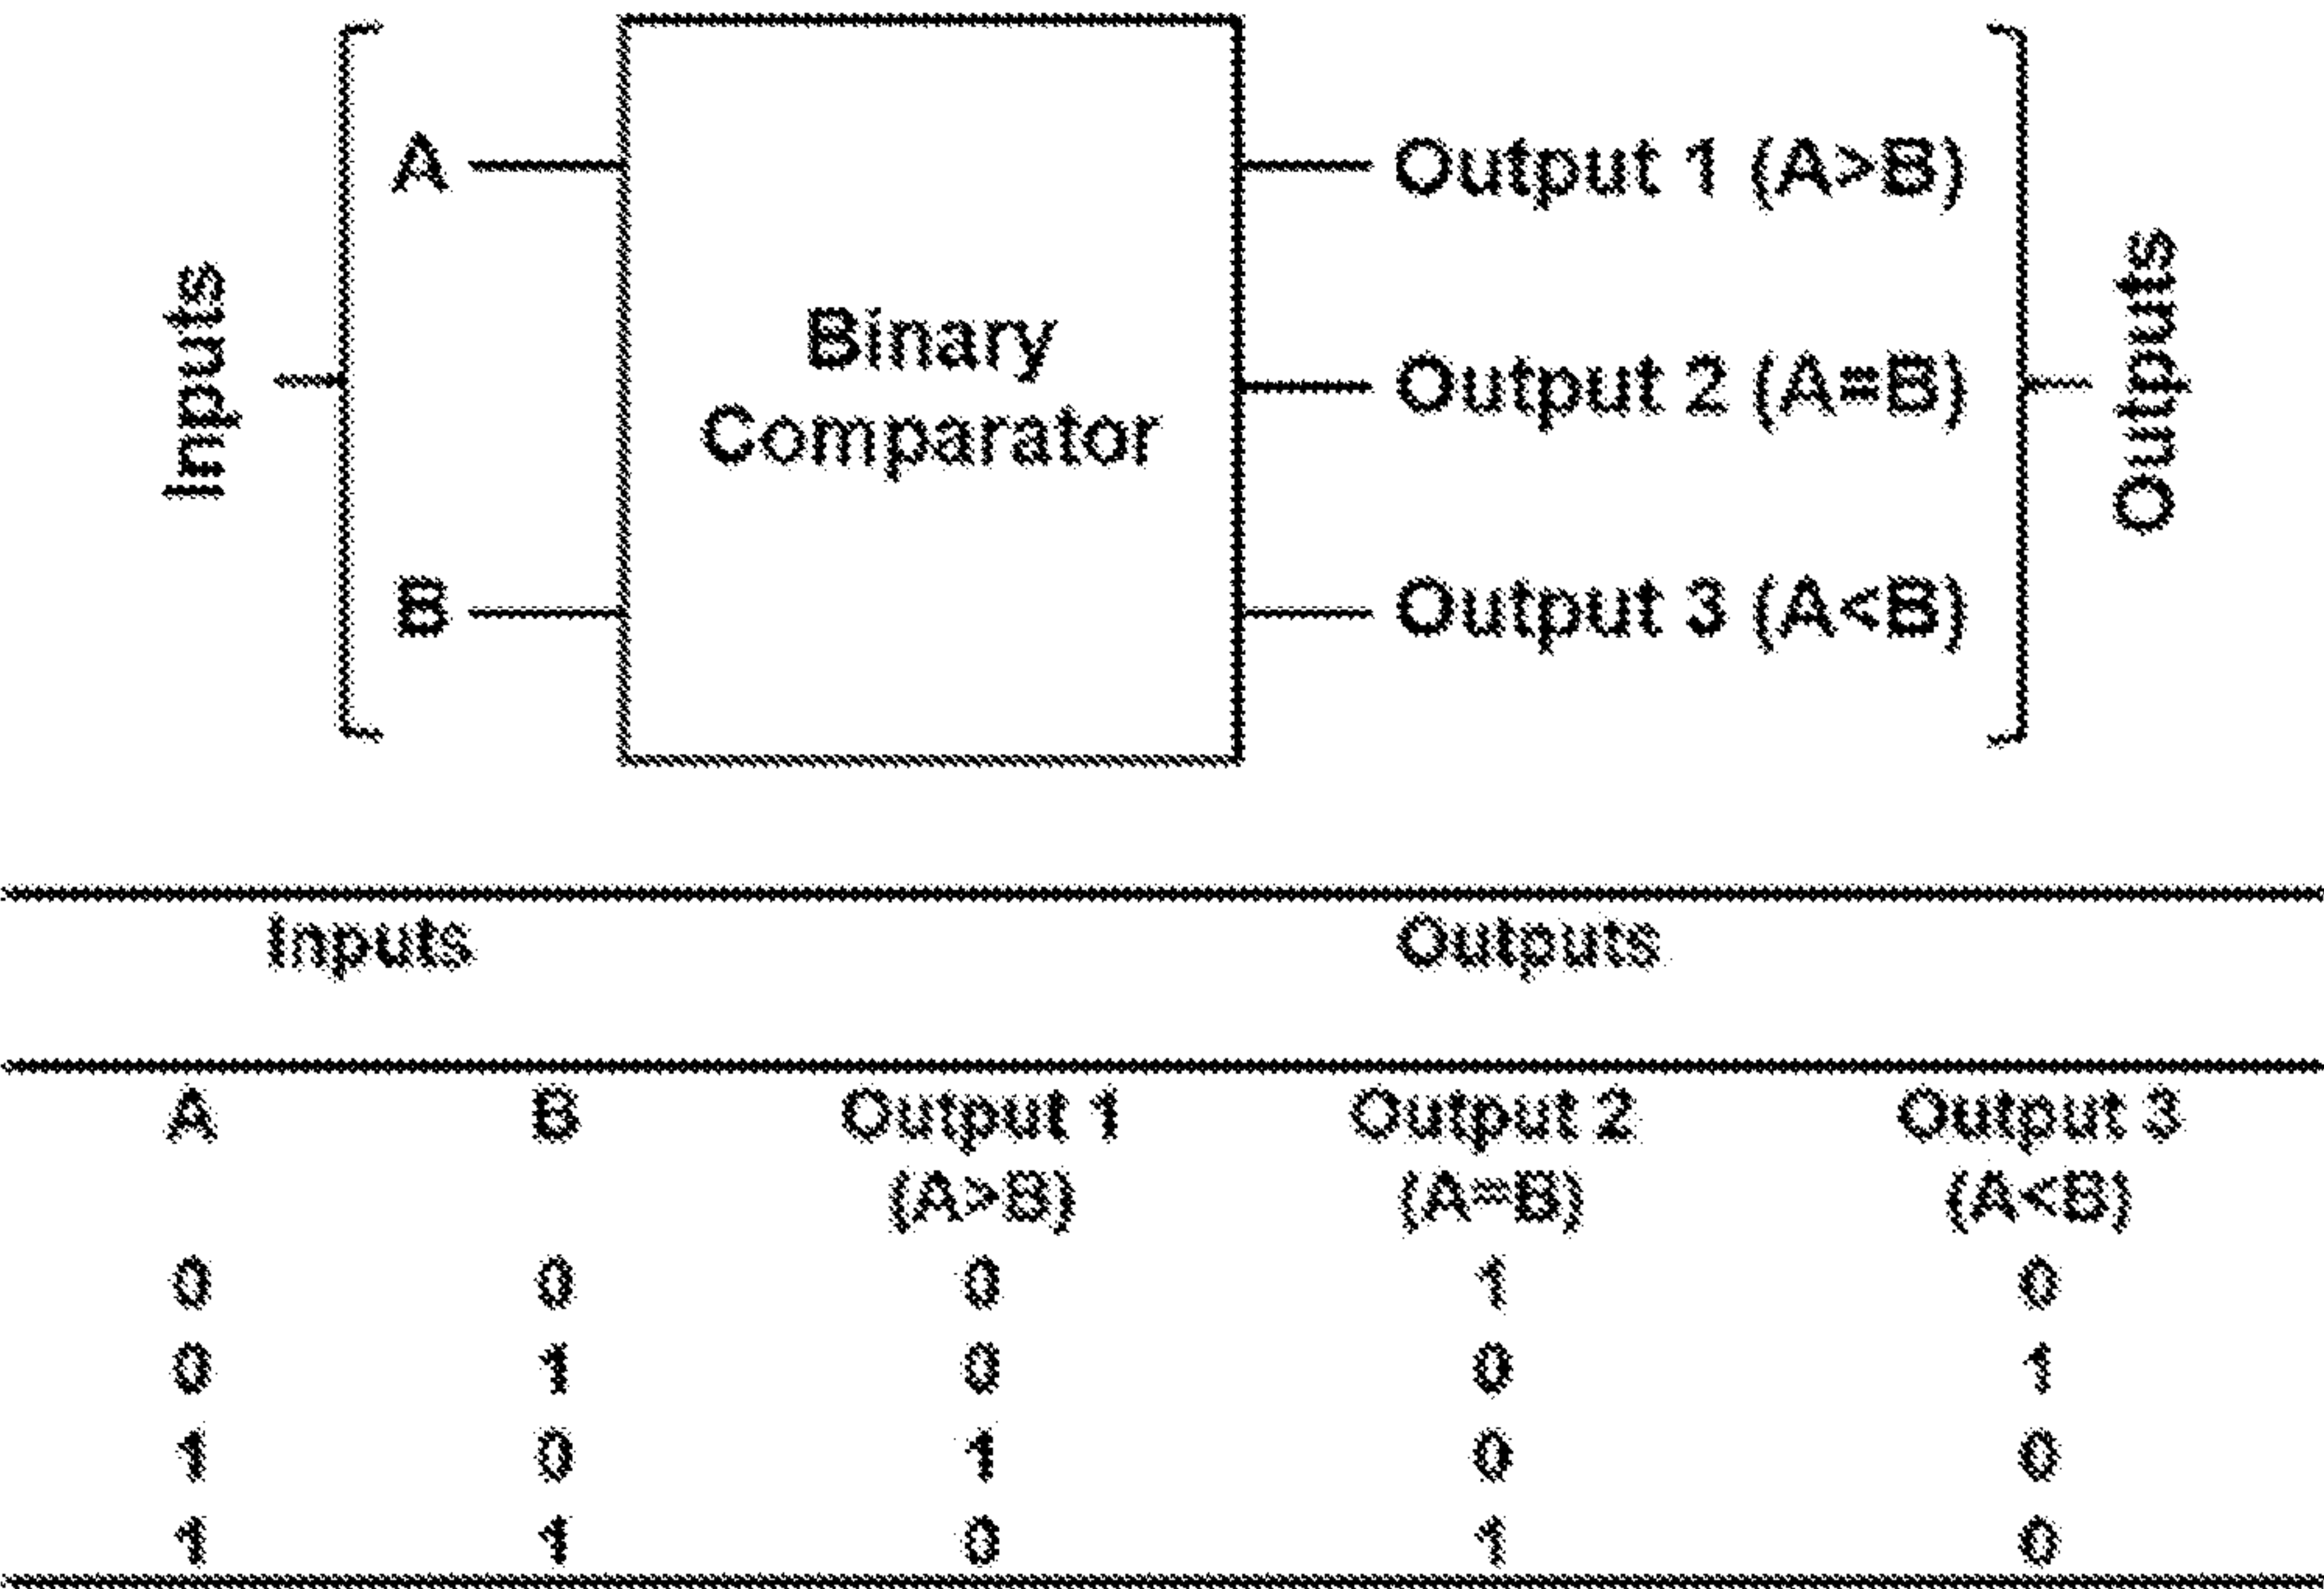 Inputs
A
B
Binary
Comparator
Output 1 (A>B)
Output 2 (A=B)
Output 3 (A<B)
Outputs
Inputs Outputs
A B Output 1 Output 2 Output 3
(A>B) (A=B) (A<B)
0 0 0 1 0
0 1 0 0 1
1 0 1 0 0
1 1 0 1 0